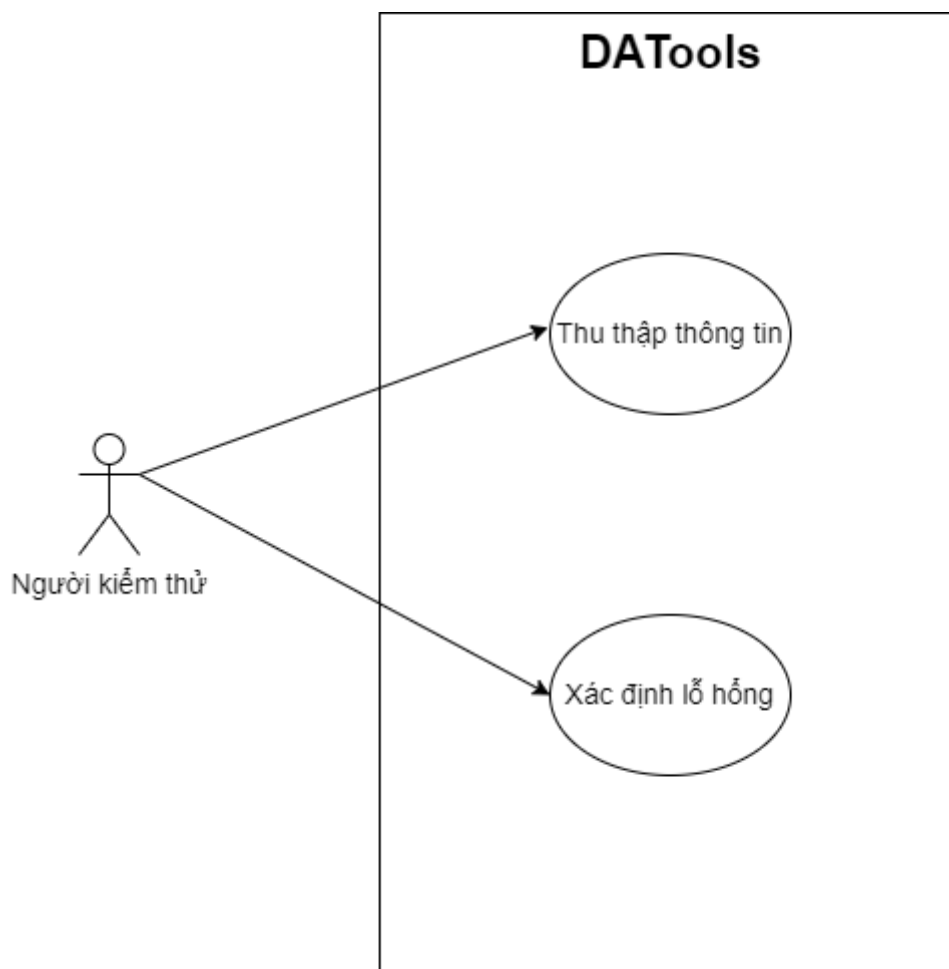 DATools
Thu thập thông tin
Người kiểm thử
Xác định lỗ hổng